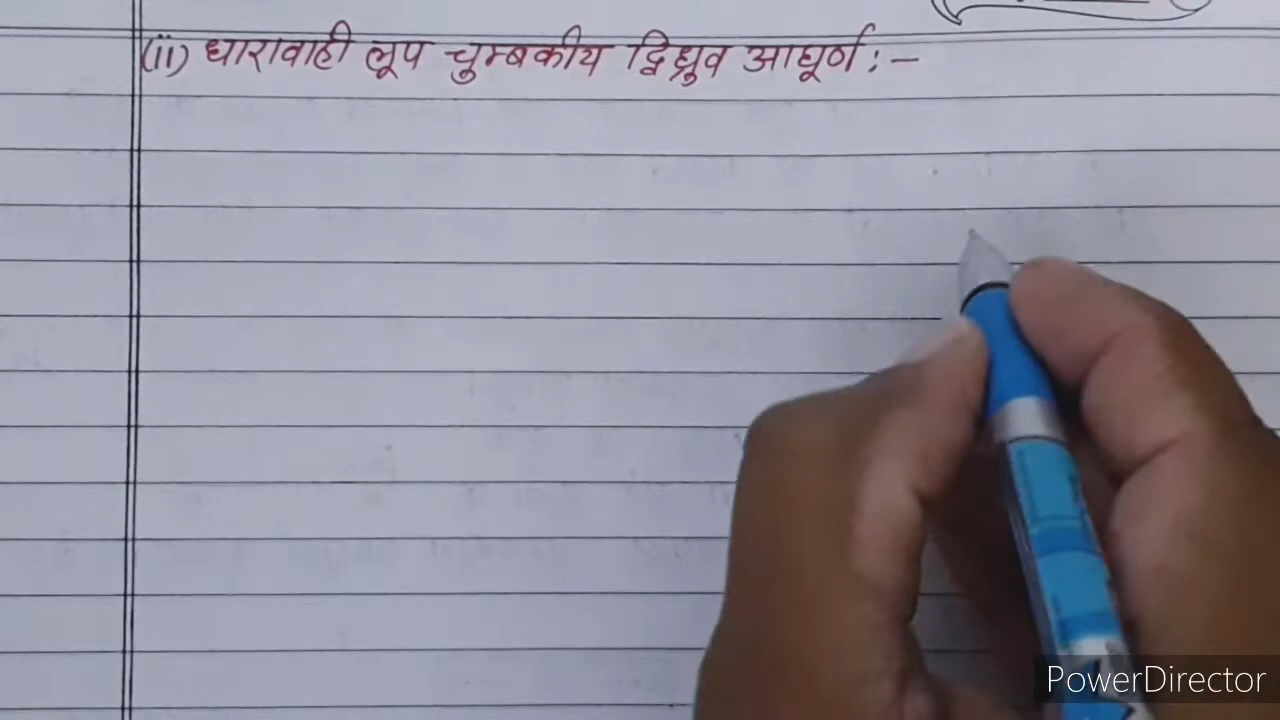 (ii) धारावाही लूप चुम्बकीय द्विध्रुव आघूर्ण :-
PowerDirector